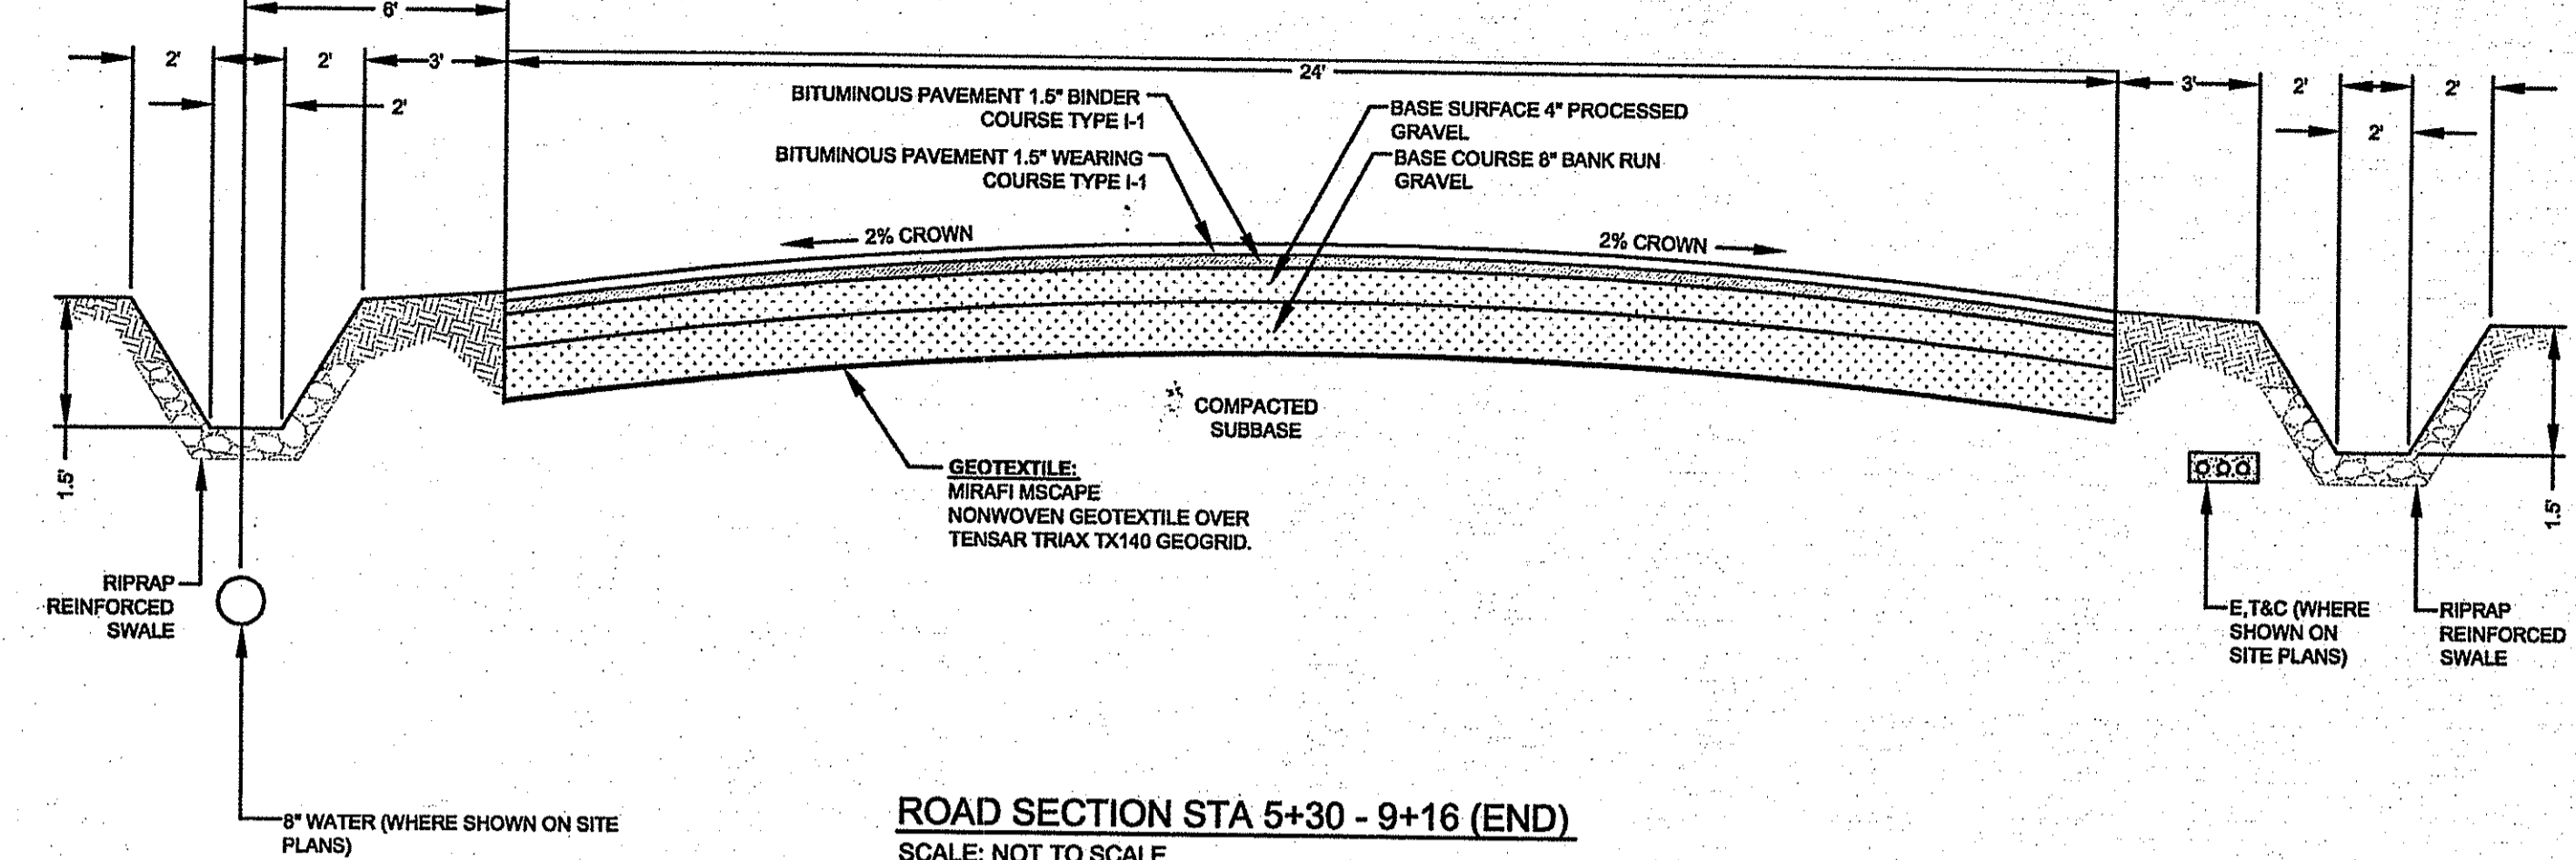 6'
2'
2'
3'
24'
3'
2'
2'
2'
2'
BITUMINOUS PAVEMENT 1.5" BINDER
COURSE TYPE I-1
BITUMINOUS PAVEMENT 1.5" WEARING
COURSE TYPE I-1
BASE SURFACE 4" PROCESSED
GRAVEL
BASE COURSE 8" BANK RUN
GRAVEL
2% CROWN
2% CROWN
COMPACTED
SUBBASE
1.5'
1.5'
GEOTEXTILE:
MIRAFI MSCAPE
NONWOVEN GEOTEXTILE OVER
TENSAR TRIAX TX140 GEOGRID.
RIPRAP
REINFORCED
SWALE
E,T&C (WHERE
SHOWN ON
SITE PLANS)
RIPRAP
REINFORCED
SWALE
8" WATER (WHERE SHOWN ON SITE
PLANS)
ROAD SECTION STA 5+30 - 9+16 (END)
SCALE: NOT TO SCALE